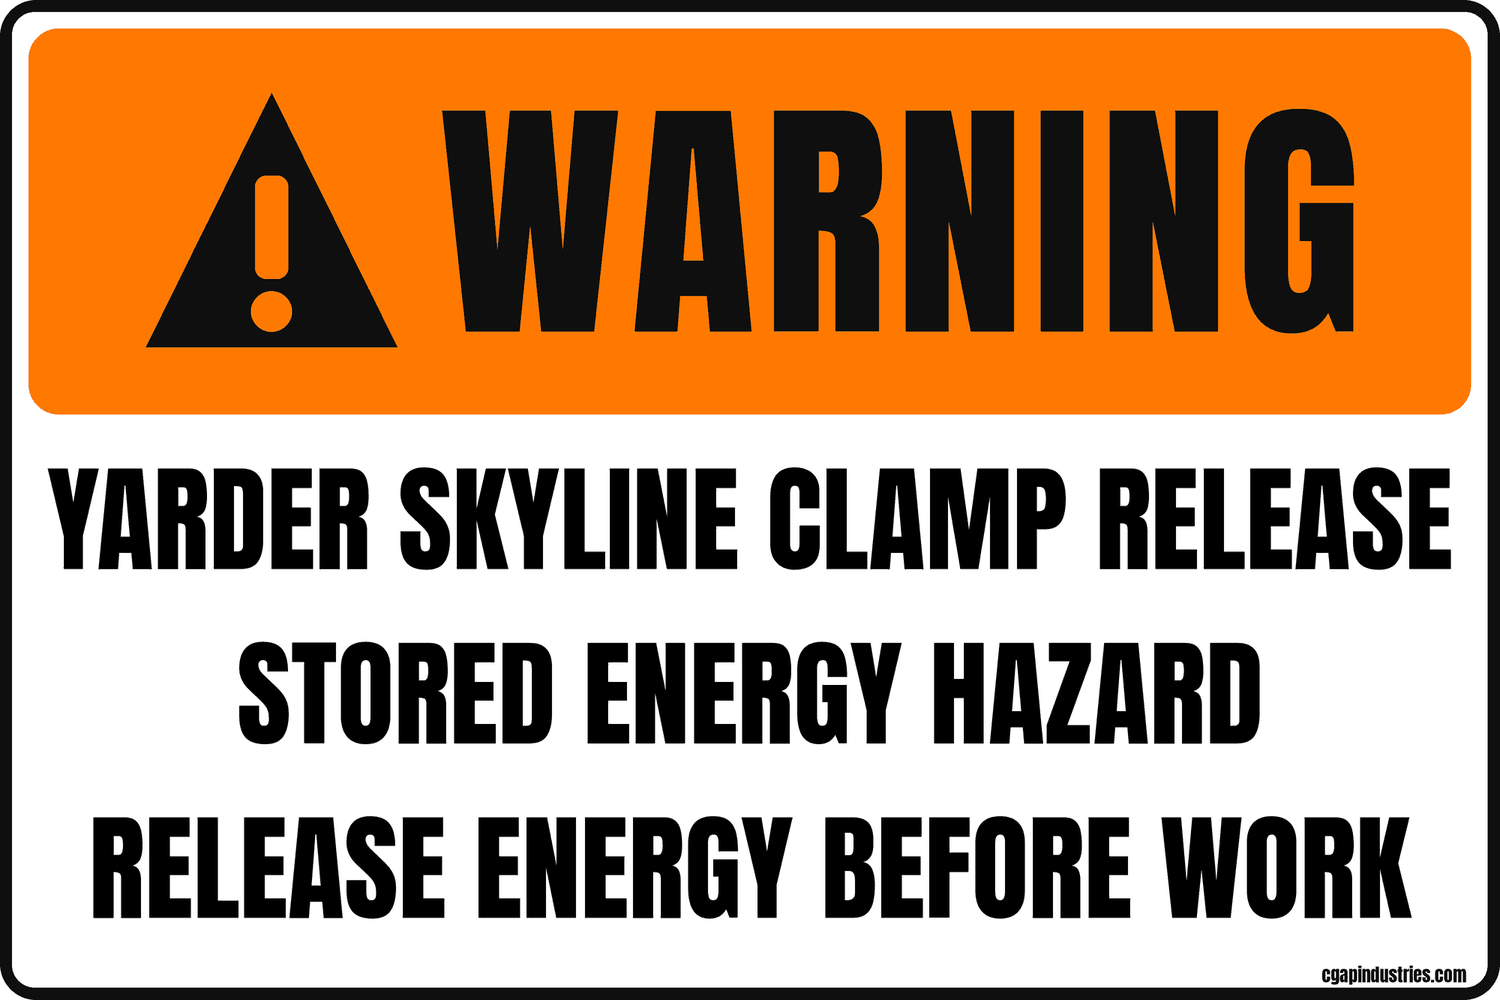 WARNING
YARDER SKYLINE CLAMP RELEASE
STORED ENERGY HAZARD
RELEASE ENERGY BEFORE WORK
cgapindustries.com